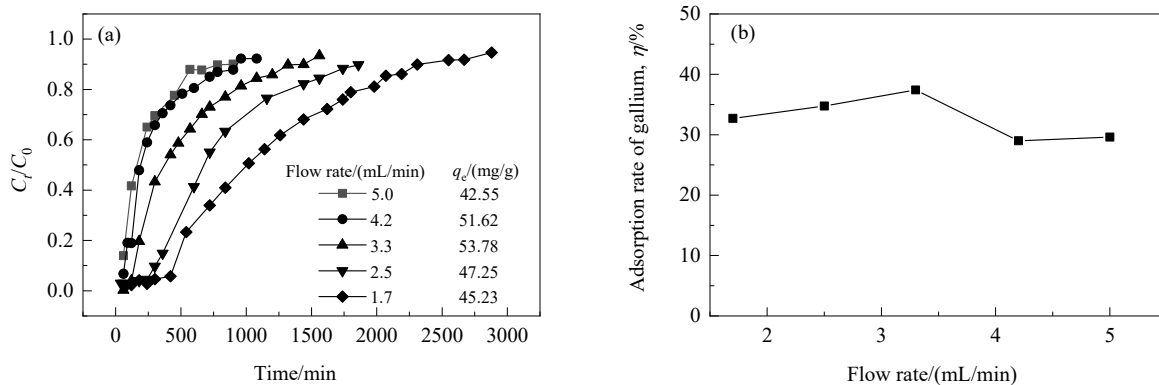 (a)
1.0
0.8
0.6
0.4
0.2
0.0
C_t/C_0
Flow rate/(mL/min) q_e/(mg/g)
5.0 42.55
4.2 51.62
3.3 53.78
2.5 47.25
1.7 45.23
0 500 1000 1500 2000 2500 3000
Time/min
(b)
50
40
30
20
10
0
Adsorption rate of gallium, η/%
2 3 4 5
Flow rate/(mL/min)